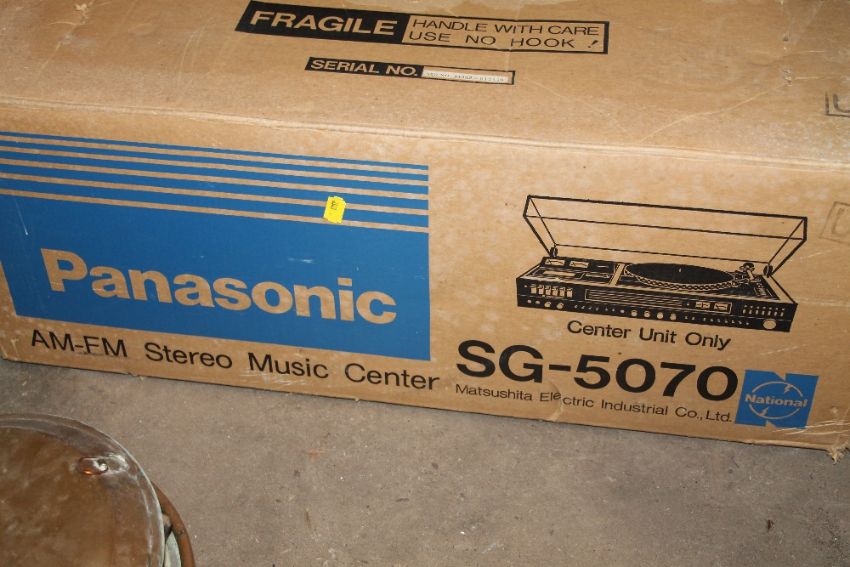 FRAGILE HANDLE WITH CARE
USE NO HOOK!
SERIAL NO.
Panasonic
AM-FM Stereo Music Center
Center Unit Only
SG-5070
Matsushita Electric Industrial Co., Ltd.
National